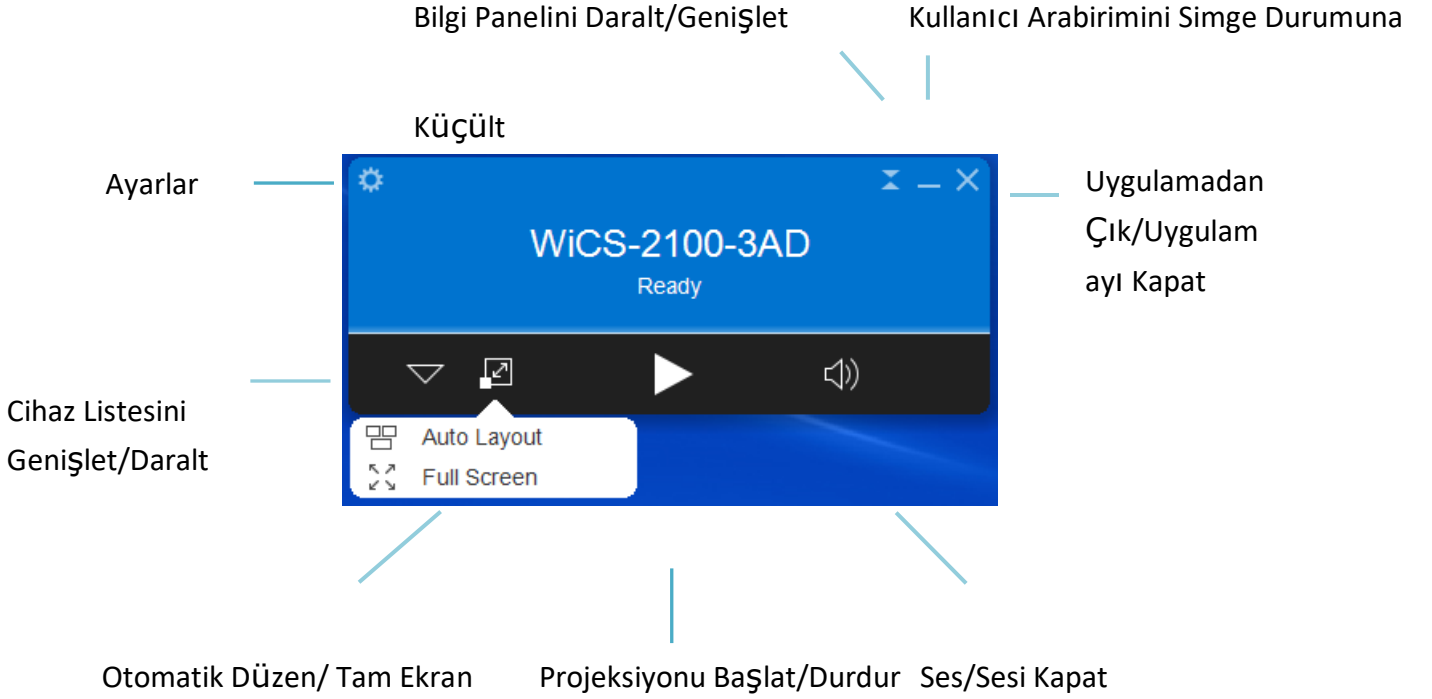 Bilgi Panelini Daralt/Genişlet Kullanıcı Arabirimini Simge Durumuna
Küçült
Ayarlar
Uygulamadan
Çık/Uygulam
ayı Kapat
WiCS-2100-3AD
Ready
Cihaz Listesini
Genişlet/Daralt
Auto Layout
Full Screen
Otomatik Düzen/ Tam Ekran Projeksiyonu Başlat/Durdur Ses/Sesi Kapat